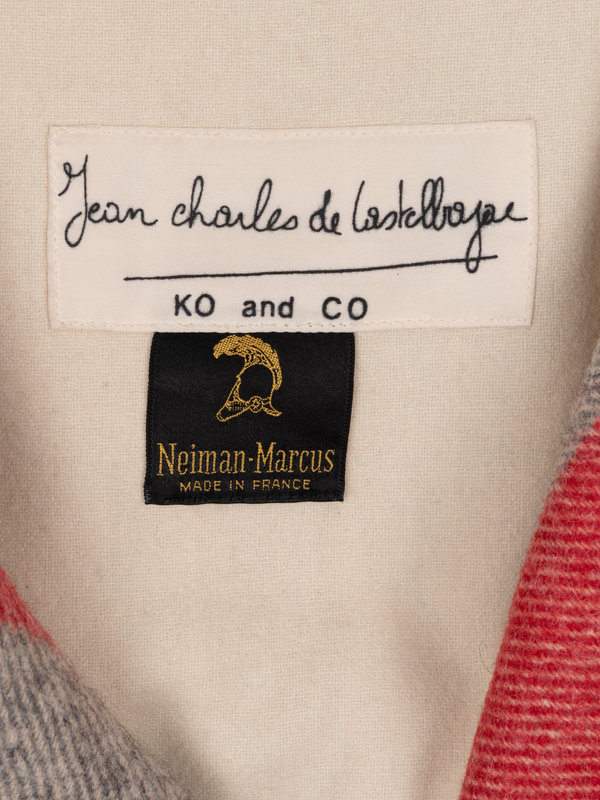 Jean charles de Castelbajac
KO and CO
Neiman-Marcus
MADE IN FRANCE